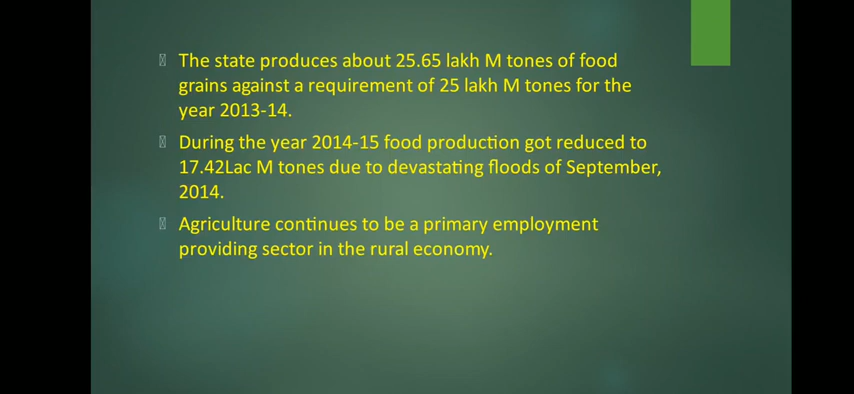 The state produces about 25.65 lakh M tones of food
grains against a requirement of 25 lakh M tones for the
year 2013-14.
During the year 2014-15 food production got reduced to
17.42Lac M tones due to devastating floods of September,
2014.
Agriculture continues to be a primary employment
providing sector in the rural economy.